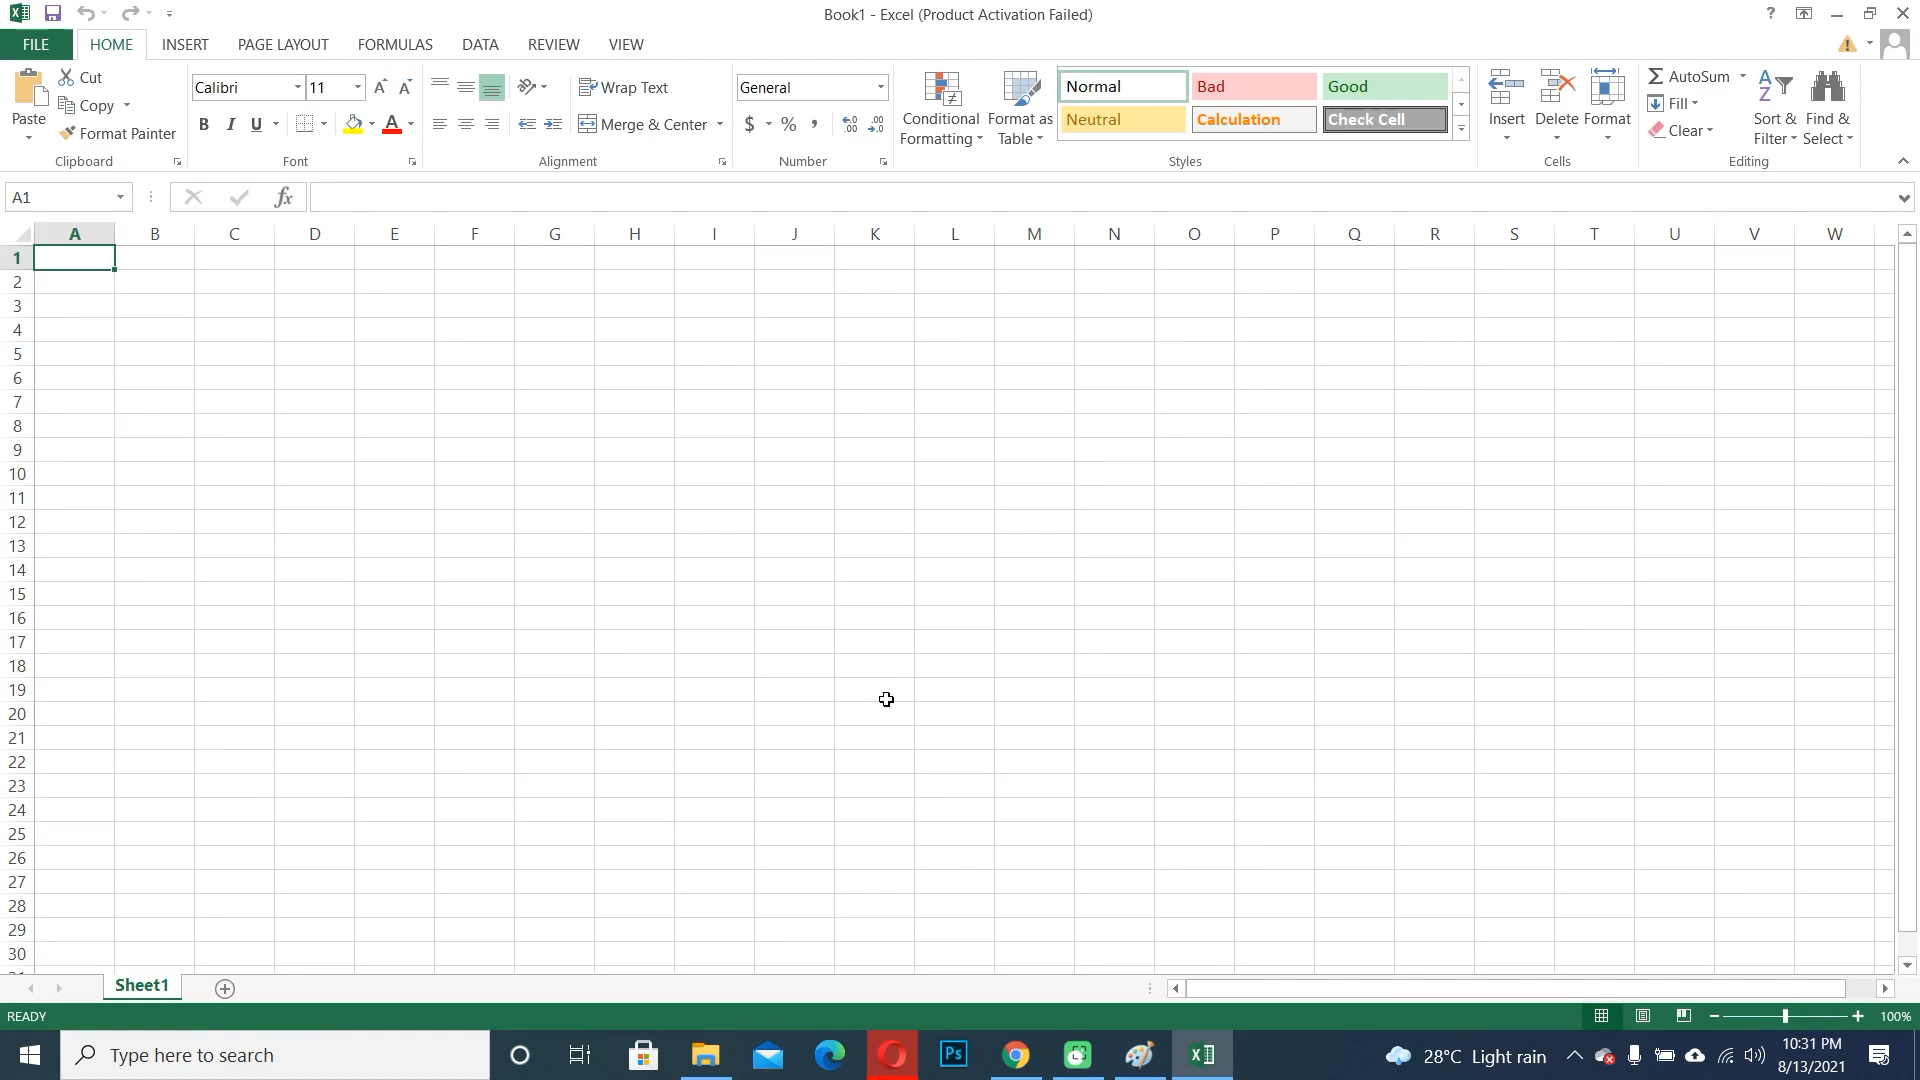 Book1 - Excel (Product Activation Failed)
FILE HOME INSERT PAGE LAYOUT FORMULAS DATA REVIEW VIEW
Paste
Cut
Copy
Format Painter
Clipboard
Calibri 11
B I U
Font
Wrap Text
Merge & Center
Alignment
General
$ % ,
Number
Conditional Formatting
Format as Table
Normal Bad Good
Neutral Calculation Check Cell
Styles
Insert Delete Format
Cells
AutoSum
Fill
Clear
Sort & Filter
Find & Select
Editing
A1
fx
A B C D E F G H I J K L M N O P Q R S T U V W
1
2
3
4
5
6
7
8
9
10
11
12
13
14
15
16
17
18
19
20
21
22
23
24
25
26
27
28
29
30
Sheet1
READY
100%
Type here to search
Ps
28°C Light rain
10:31 PM
8/13/2021